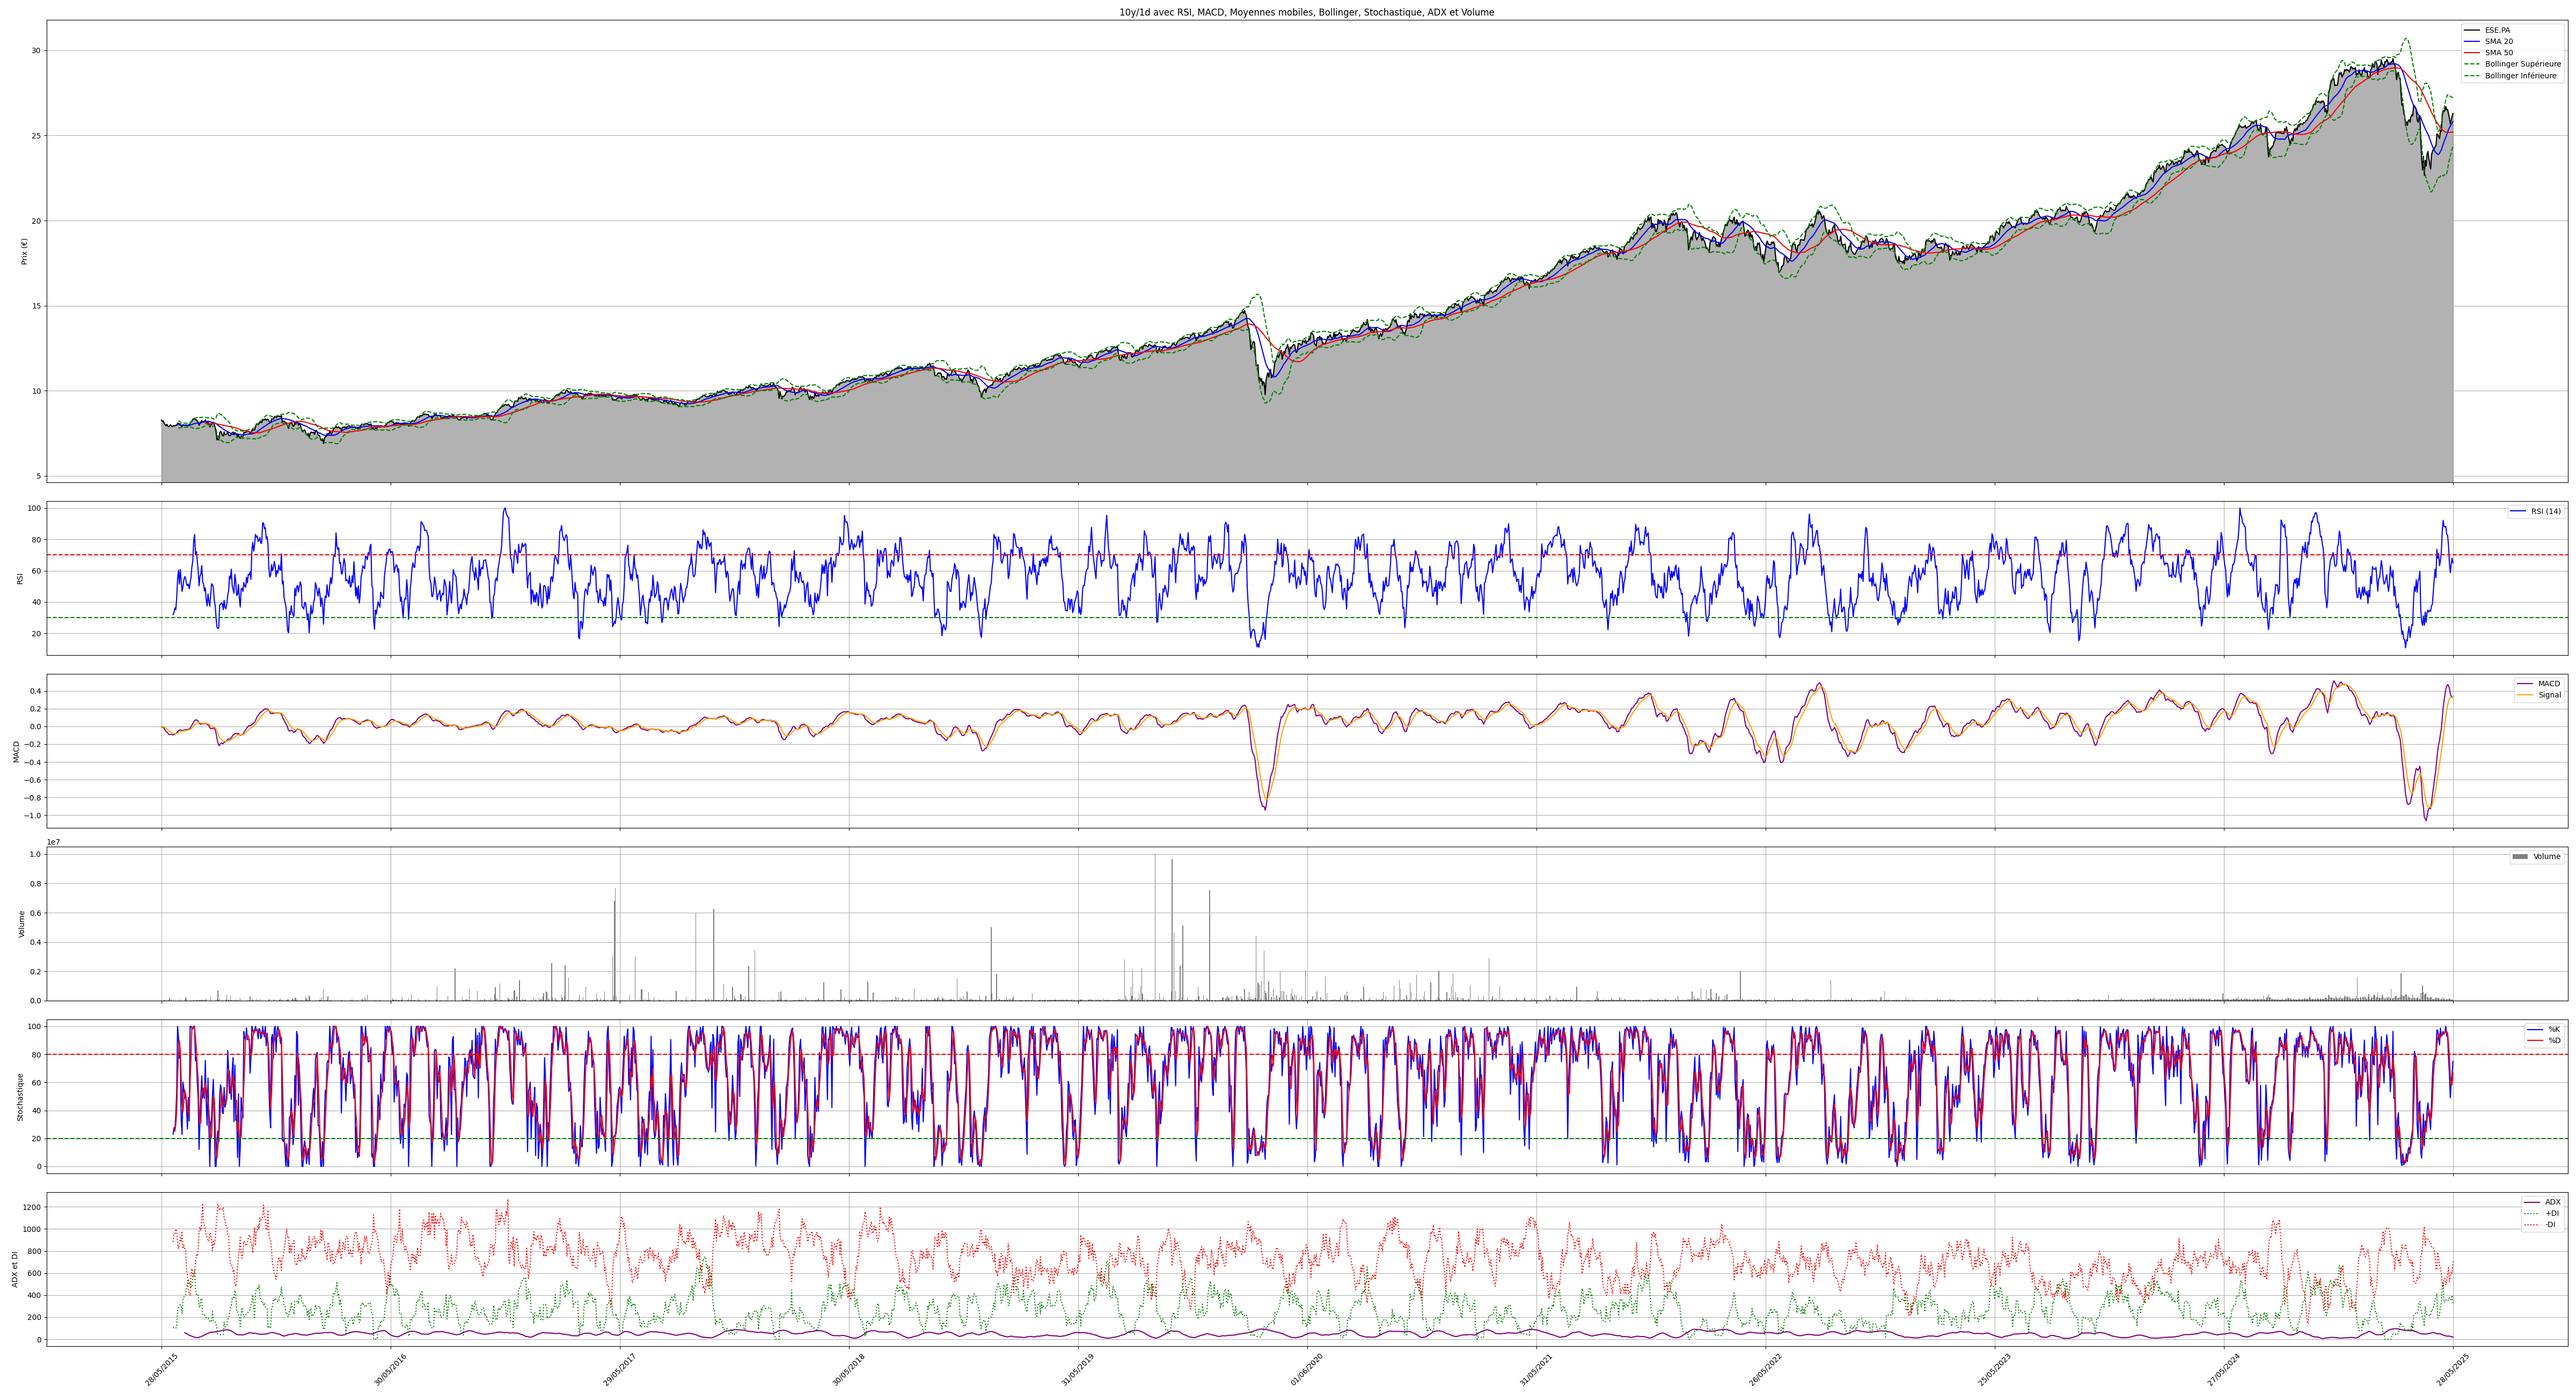 10y/1d avec RSI, MACD, Moyennes mobiles, Bollinger, Stochastique, ADX et Volume
ESE.PA
SMA 20
SMA 50
Bollinger Supérieure
Bollinger Inférieure
Prix (€)
30
25
20
15
10
5
RSI (14)
RSI
100
80
60
40
20
MACD
Signal
MACD
0.4
0.2
0.0
−0.2
−0.4
−0.6
−0.8
−1.0
1e7
Volume
Volume
1.0
0.8
0.6
0.4
0.2
0.0
%K
%D
Stochastique
100
80
60
40
20
0
ADX
+DI
-DI
ADX et DI
1200
1000
800
600
400
200
0
28/05/2015
30/05/2016
29/05/2017
30/05/2018
31/05/2019
01/06/2020
31/05/2021
26/05/2022
25/05/2023
27/05/2024
28/05/2025